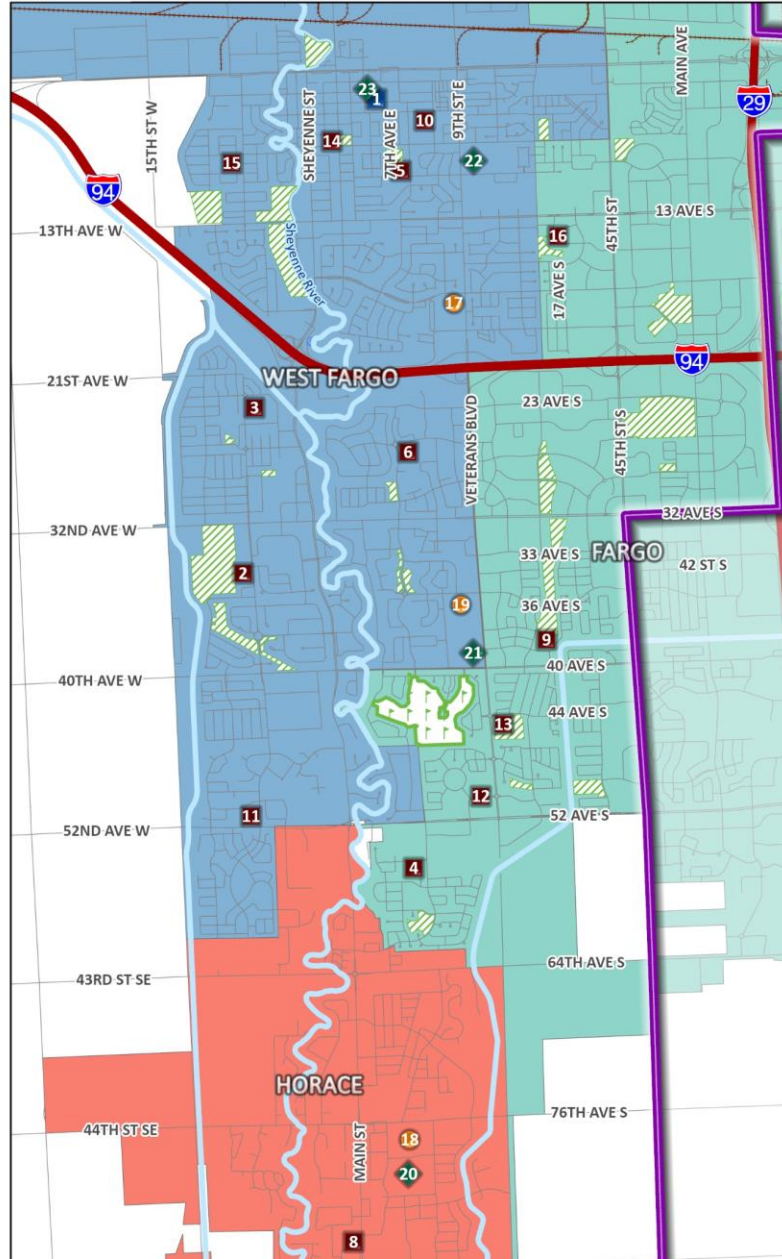 MAIN AVE
29
23
1
SHEYENNE ST
7TH AVE E
9TH ST E
10
14
15TH ST W
15
22
5
94
45TH ST
13 AVE S
13TH AVE W
16
Sheyenne River
17 AVE S
17
94
WEST FARGO
21ST AVE W
3
VETERANS BLVD
23 AVE S
45TH ST S
6
32 AVE S
32ND AVE W
33 AVE S
FARGO
42 ST S
2
19
36 AVE S
9
21
40 AVE S
40TH AVE W
44 AVE S
13
12
11
52 AVE S
52ND AVE W
4
64TH AVE S
43RD ST SE
HORACE
76TH AVE S
44TH ST SE
MAIN ST
18
20
8